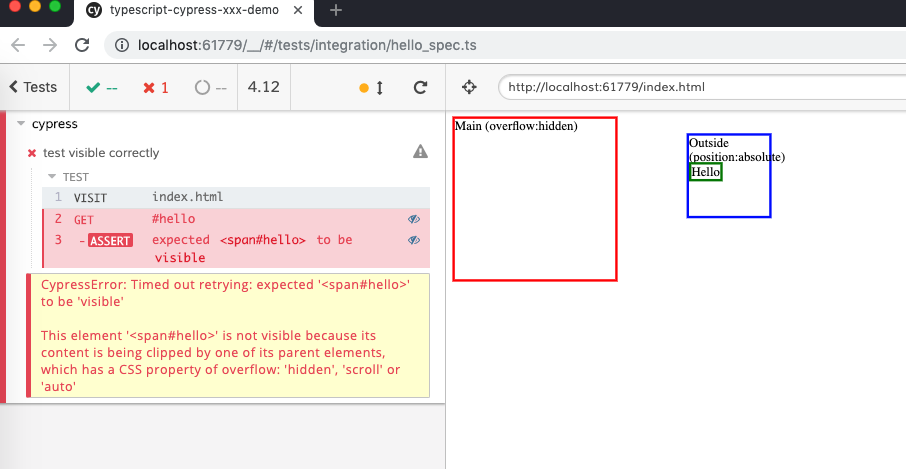 typescript-cypress-xxx-demo
localhost:61779/__/#/tests/integration/hello_spec.ts
Tests -- 1 -- 4.12
http://localhost:61779/index.html
cypress
test visible correctly
TEST
1 VISIT index.html
2 GET #hello
3 -ASSERT expected <span#hello> to be
visible
CypressError: Timed out retrying: expected '<span#hello>'
to be 'visible'
This element '<span#hello>' is not visible because its
content is being clipped by one of its parent elements,
which has a CSS property of overflow: 'hidden', 'scroll' or
'auto'
Main (overflow:hidden)
Outside
(position:absolute)
Hello